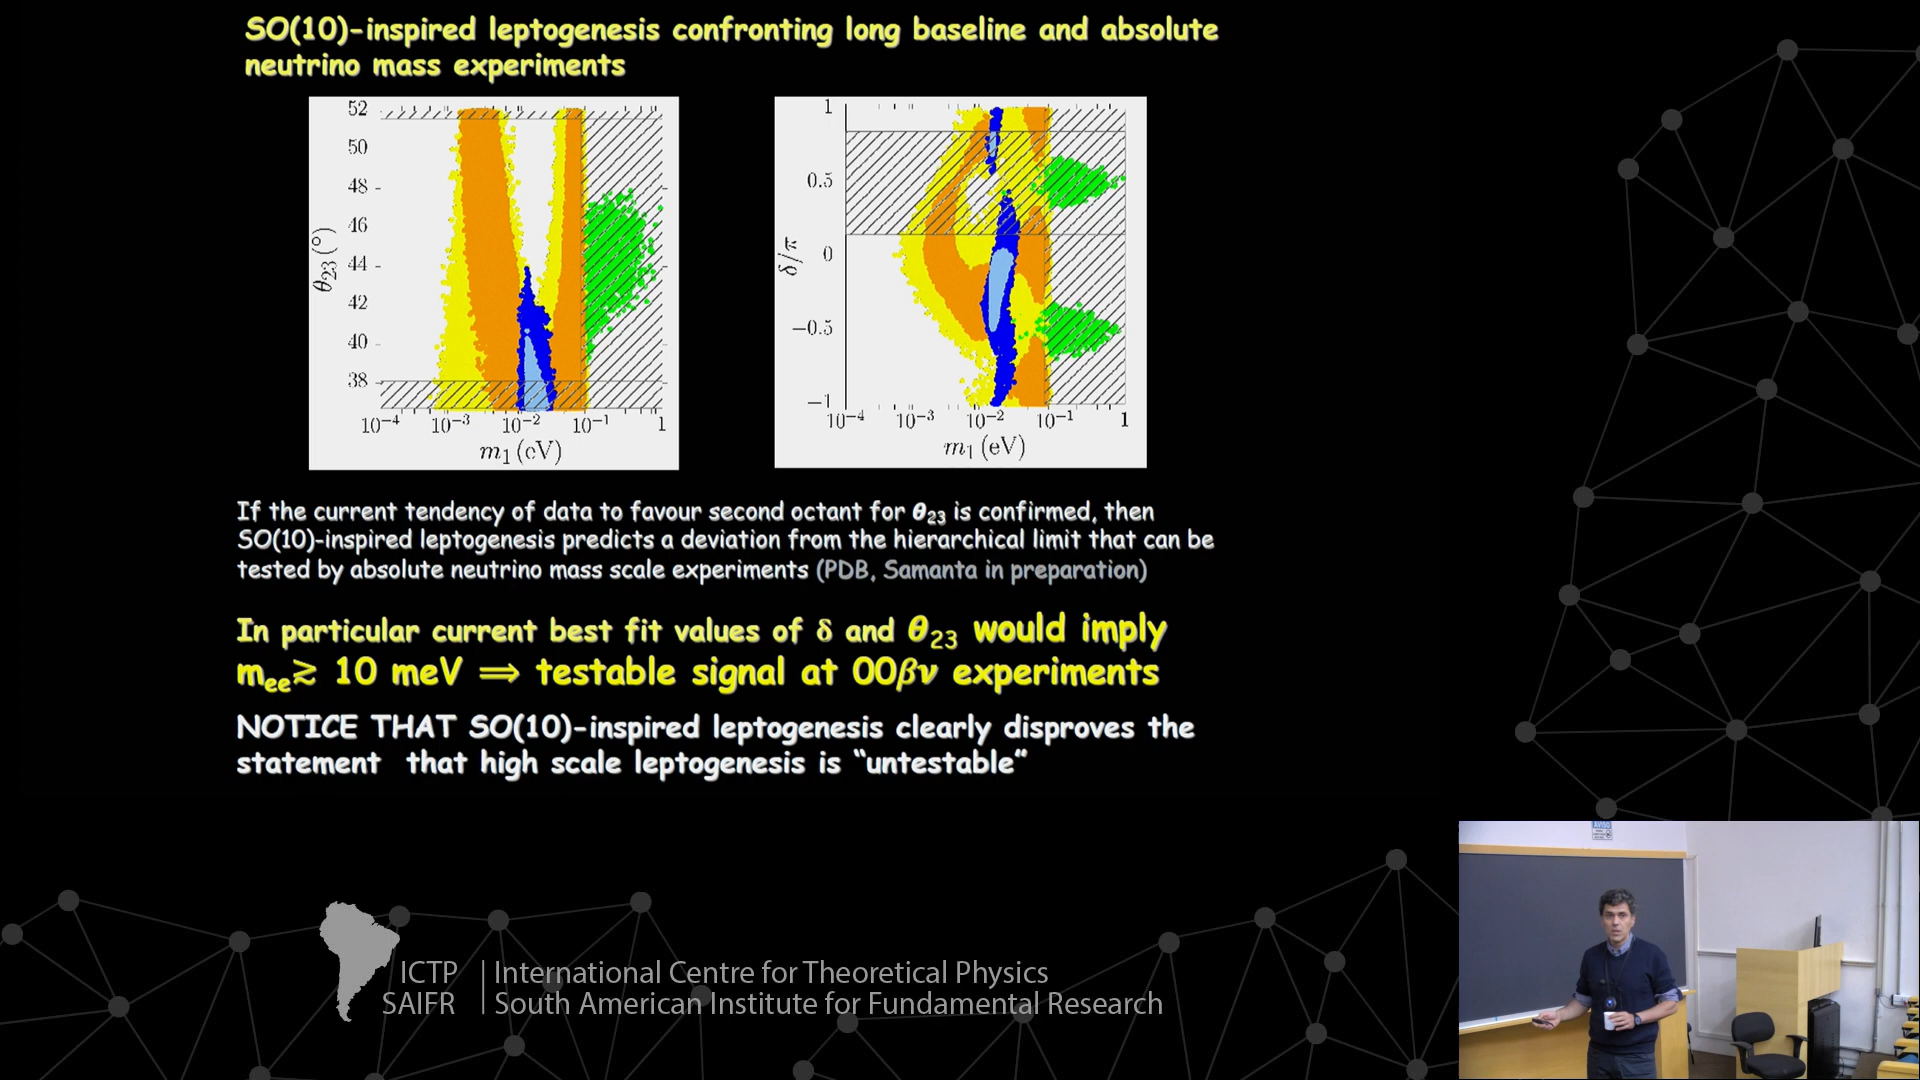 SO(10)-inspired leptogenesis confronting long baseline and absolute
neutrino mass experiments
52
50
48
46
44
42
40
38
θ23 (°)
10⁻⁴ 10⁻³ 10⁻² 10⁻¹ 1
m1 (eV)
1
0.5
0
−0.5
−1
δ/π
10⁻⁴ 10⁻³ 10⁻² 10⁻¹ 1
m1 (eV)
If the current tendency of data to favour second octant for θ23 is confirmed, then
SO(10)-inspired leptogenesis predicts a deviation from the hierarchical limit that can be
tested by absolute neutrino mass scale experiments (PDB, Samanta in preparation)
In particular current best fit values of δ and θ23 would imply
mee ≳ 10 meV ⟹ testable signal at 00βν experiments
NOTICE THAT SO(10)-inspired leptogenesis clearly disproves the
statement that high scale leptogenesis is “untestable”
ICTP | International Centre for Theoretical Physics
SAIFR | South American Institute for Fundamental Research